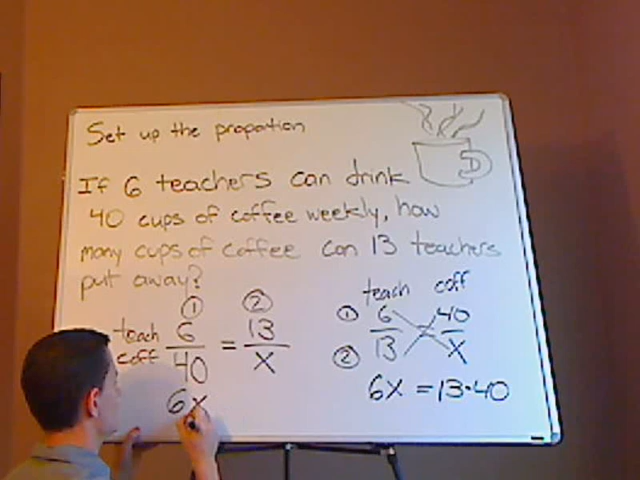 Set up the propotion
If 6 teachers can drink
40 cups of coffee weekly, how
many cups of coffee can 13 teachers
put away?
① ②
teach 6 = 13
coff 40 x
6x
teach coff
① 6 40
② 13 x
6x = 13•40